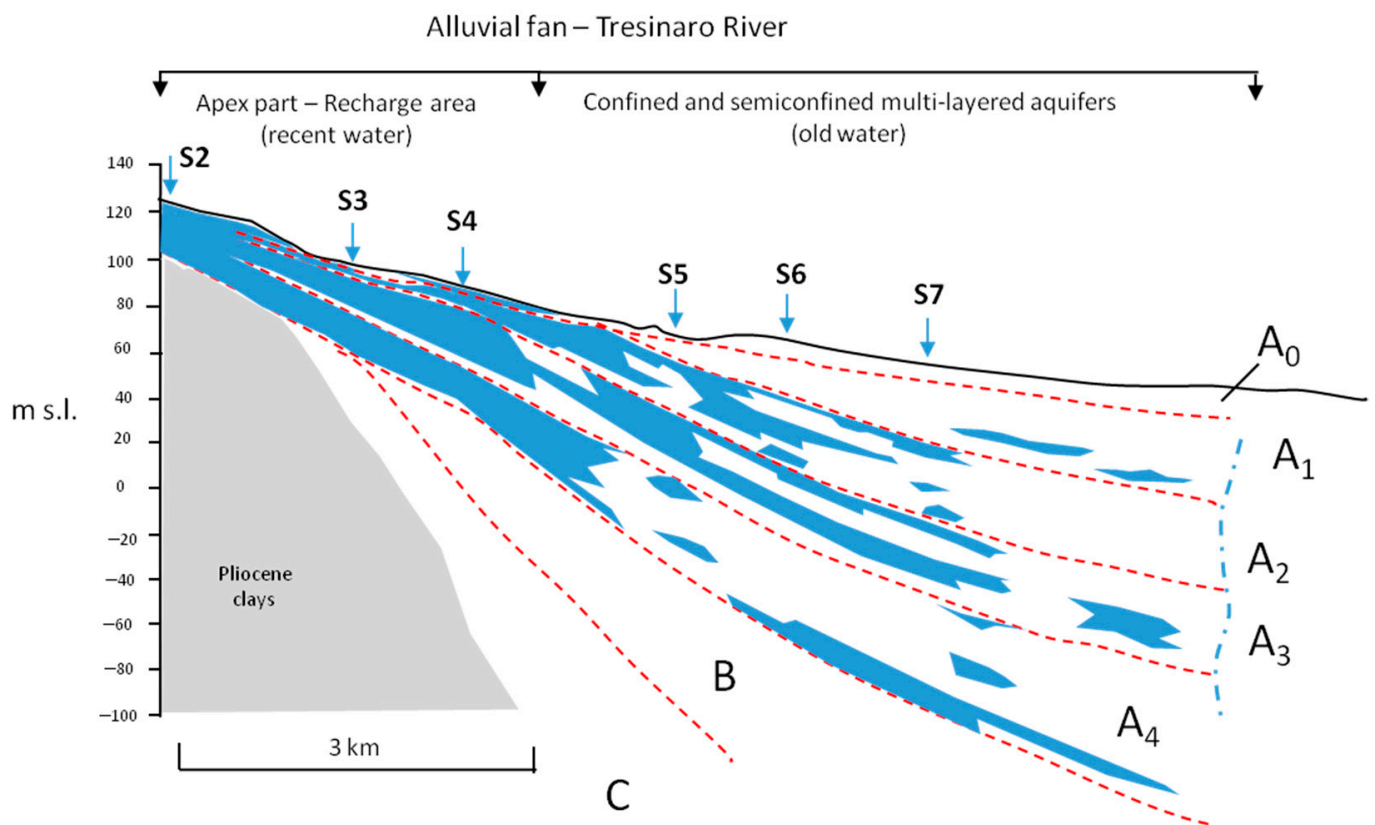 Alluvial fan – Tresinaro River
Apex part – Recharge area
(recent water)
Confined and semiconfined multi-layered aquifers
(old water)
140
120
100
80
60
40
20
0
−20
−40
−60
−80
−100
m s.l.
S2
S3
S4
S5
S6
S7
A0
A1
A2
A3
A4
B
C
Pliocene
clays
3 km